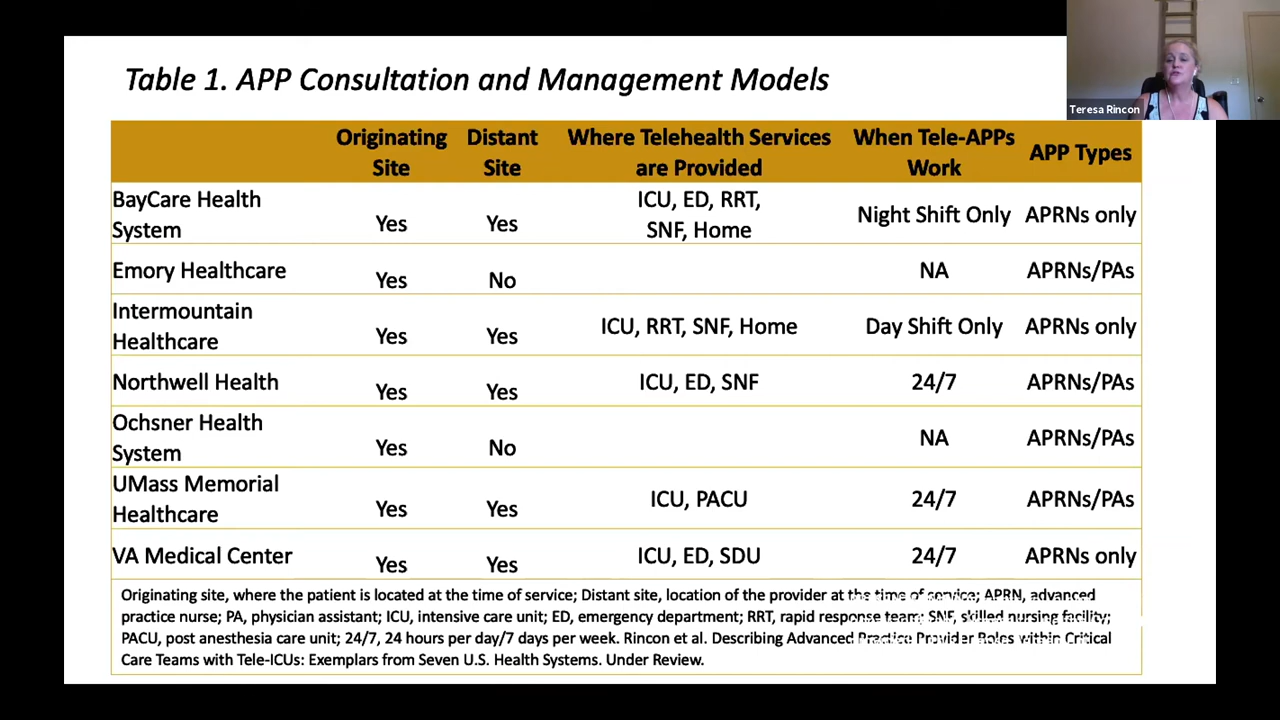 Table 1. APP Consultation and Management Models
Teresa Rincon
Originating Site Distant Site Where Telehealth Services are Provided When Tele-APPs Work APP Types
BayCare Health System Yes Yes ICU, ED, RRT, SNF, Home Night Shift Only APRNs only
Emory Healthcare Yes No NA APRNs/PAs
Intermountain Healthcare Yes Yes ICU, RRT, SNF, Home Day Shift Only APRNs only
Northwell Health Yes Yes ICU, ED, SNF 24/7 APRNs/PAs
Ochsner Health System Yes No NA APRNs/PAs
UMass Memorial Healthcare Yes Yes ICU, PACU 24/7 APRNs/PAs
VA Medical Center Yes Yes ICU, ED, SDU 24/7 APRNs only
Originating site, where the patient is located at the time of service; Distant site, location of the provider at the time of service; APRN, advanced
practice nurse; PA, physician assistant; ICU, intensive care unit; ED, emergency department; RRT, rapid response team; SNF, skilled nursing facility;
PACU, post anesthesia care unit; 24/7, 24 hours per day/7 days per week. Rincon et al. Describing Advanced Practice Provider Roles within Critical
Care Teams with Tele-ICUs: Exemplars from Seven U.S. Health Systems. Under Review.